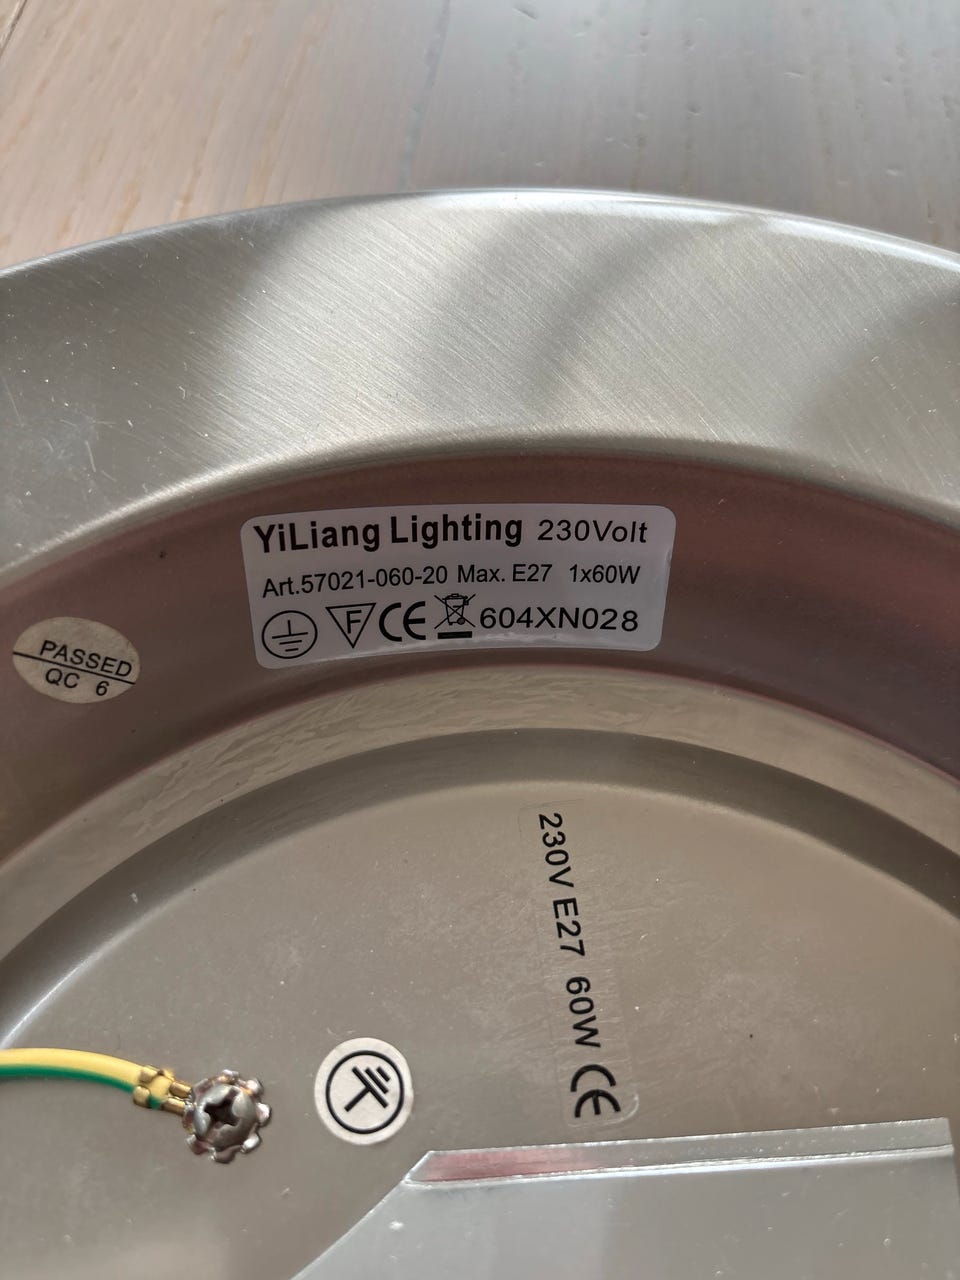 YiLiang Lighting 230Volt
Art.57021-060-20 Max. E27 1x60W
F CE 604XN028
PASSED
QC 6
230V E27 60W CE